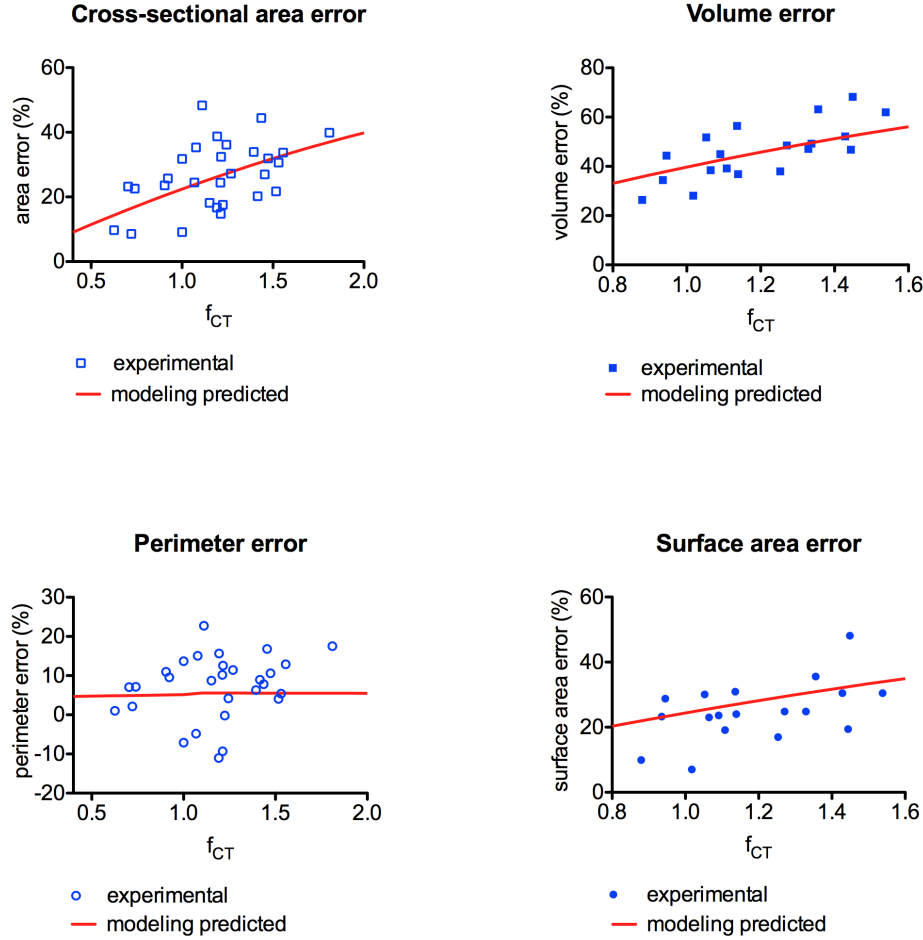 Cross-sectional area error
60
40
20
0
area error (%)
0.5 1.0 1.5 2.0
f_CT
experimental
modeling predicted
Volume error
80
60
40
20
0
volume error (%)
0.8 1.0 1.2 1.4 1.6
f_CT
experimental
modeling predicted
Perimeter error
30
20
10
0
-10
-20
perimeter error (%)
0.5 1.0 1.5 2.0
f_CT
experimental
modeling predicted
Surface area error
60
40
20
0
surface area error (%)
0.8 1.0 1.2 1.4 1.6
f_CT
experimental
modeling predicted